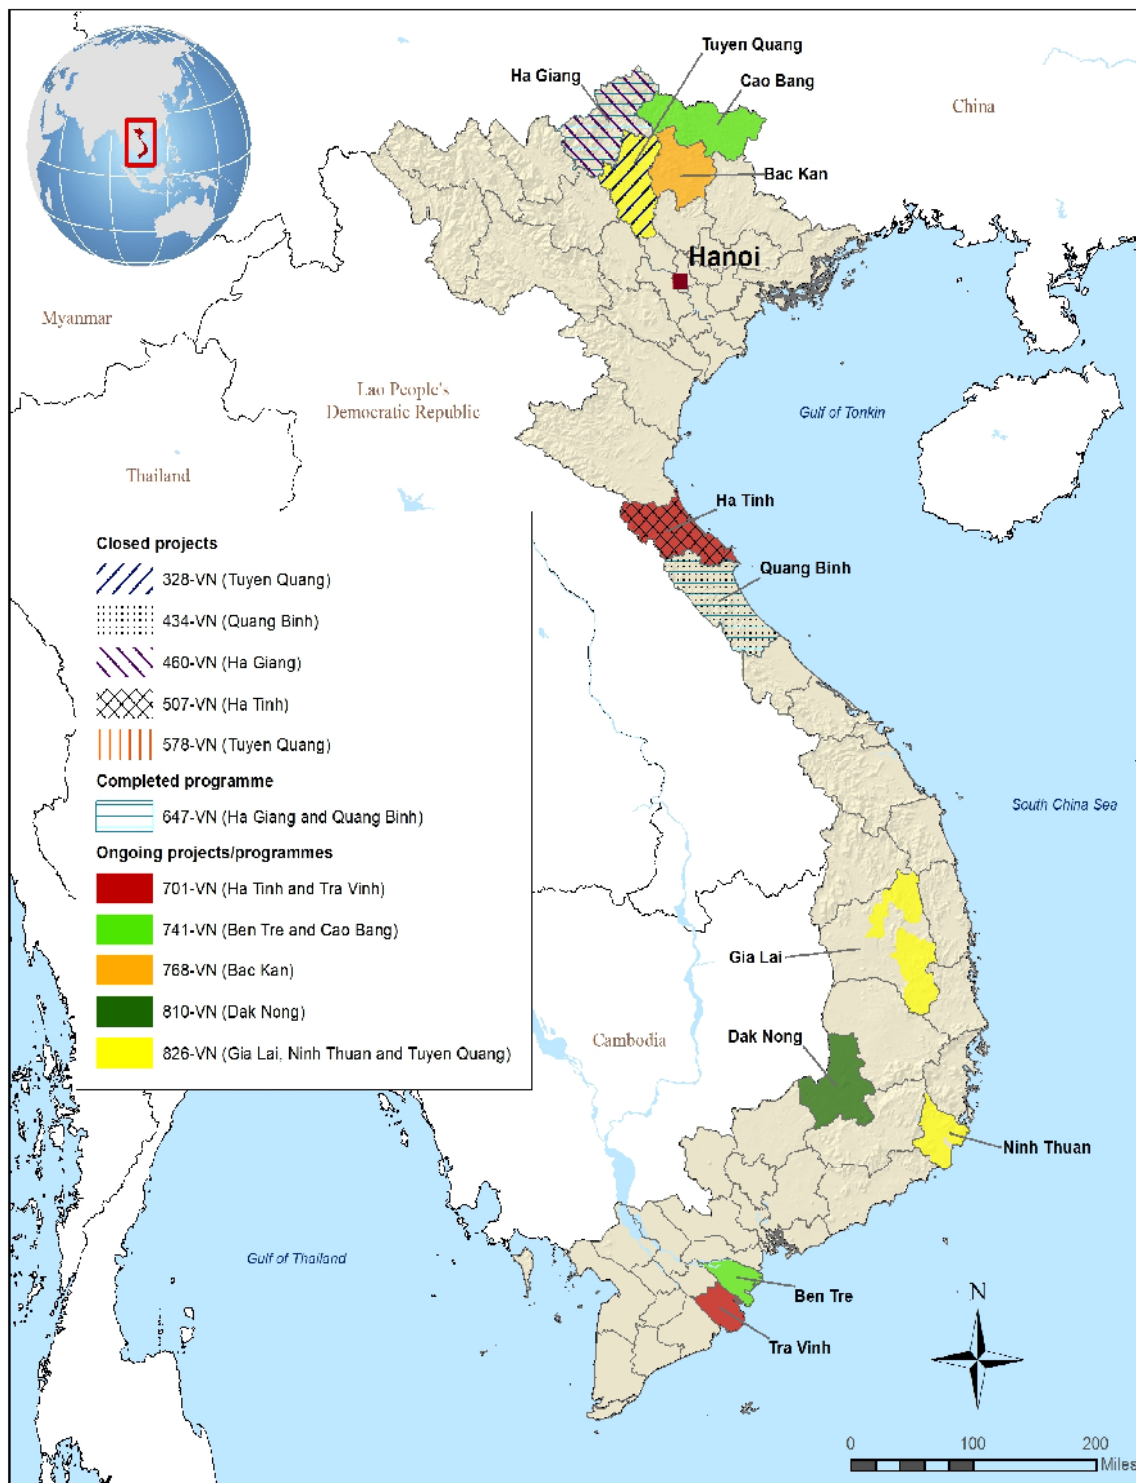 Tuyen Quang
Ha Giang
Cao Bang
China
Bac Kan
Hanoi
Myanmar
Lao People's
Democratic Republic
Gulf of Tonkin
Thailand
Ha Tinh
Quang Binh
Closed projects
328-VN (Tuyen Quang)
434-VN (Quang Binh)
460-VN (Ha Giang)
507-VN (Ha Tinh)
578-VN (Tuyen Quang)
Completed programme
647-VN (Ha Giang and Quang Binh)
Ongoing projects/programmes
701-VN (Ha Tinh and Tra Vinh)
741-VN (Ben Tre and Cao Bang)
768-VN (Bac Kan)
810-VN (Dak Nong)
826-VN (Gia Lai, Ninh Thuan and Tuyen Quang)
South China Sea
Gia Lai
Dak Nong
Cambodia
Ninh Thuan
Gulf of Thailand
Ben Tre
Tra Vinh
N
0 100 200
Miles